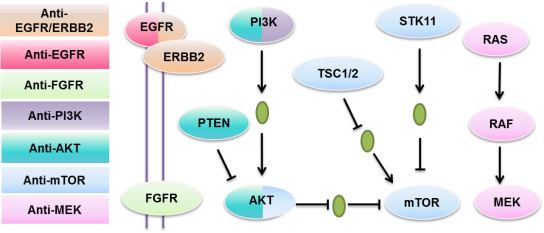 Anti-
EGFR/ERBB2
Anti-EGFR
Anti-FGFR
Anti-PI3K
Anti-AKT
Anti-mTOR
Anti-MEK
EGFR
ERBB2
FGFR
PI3K
PTEN
AKT
TSC1/2
STK11
mTOR
RAS
RAF
MEK